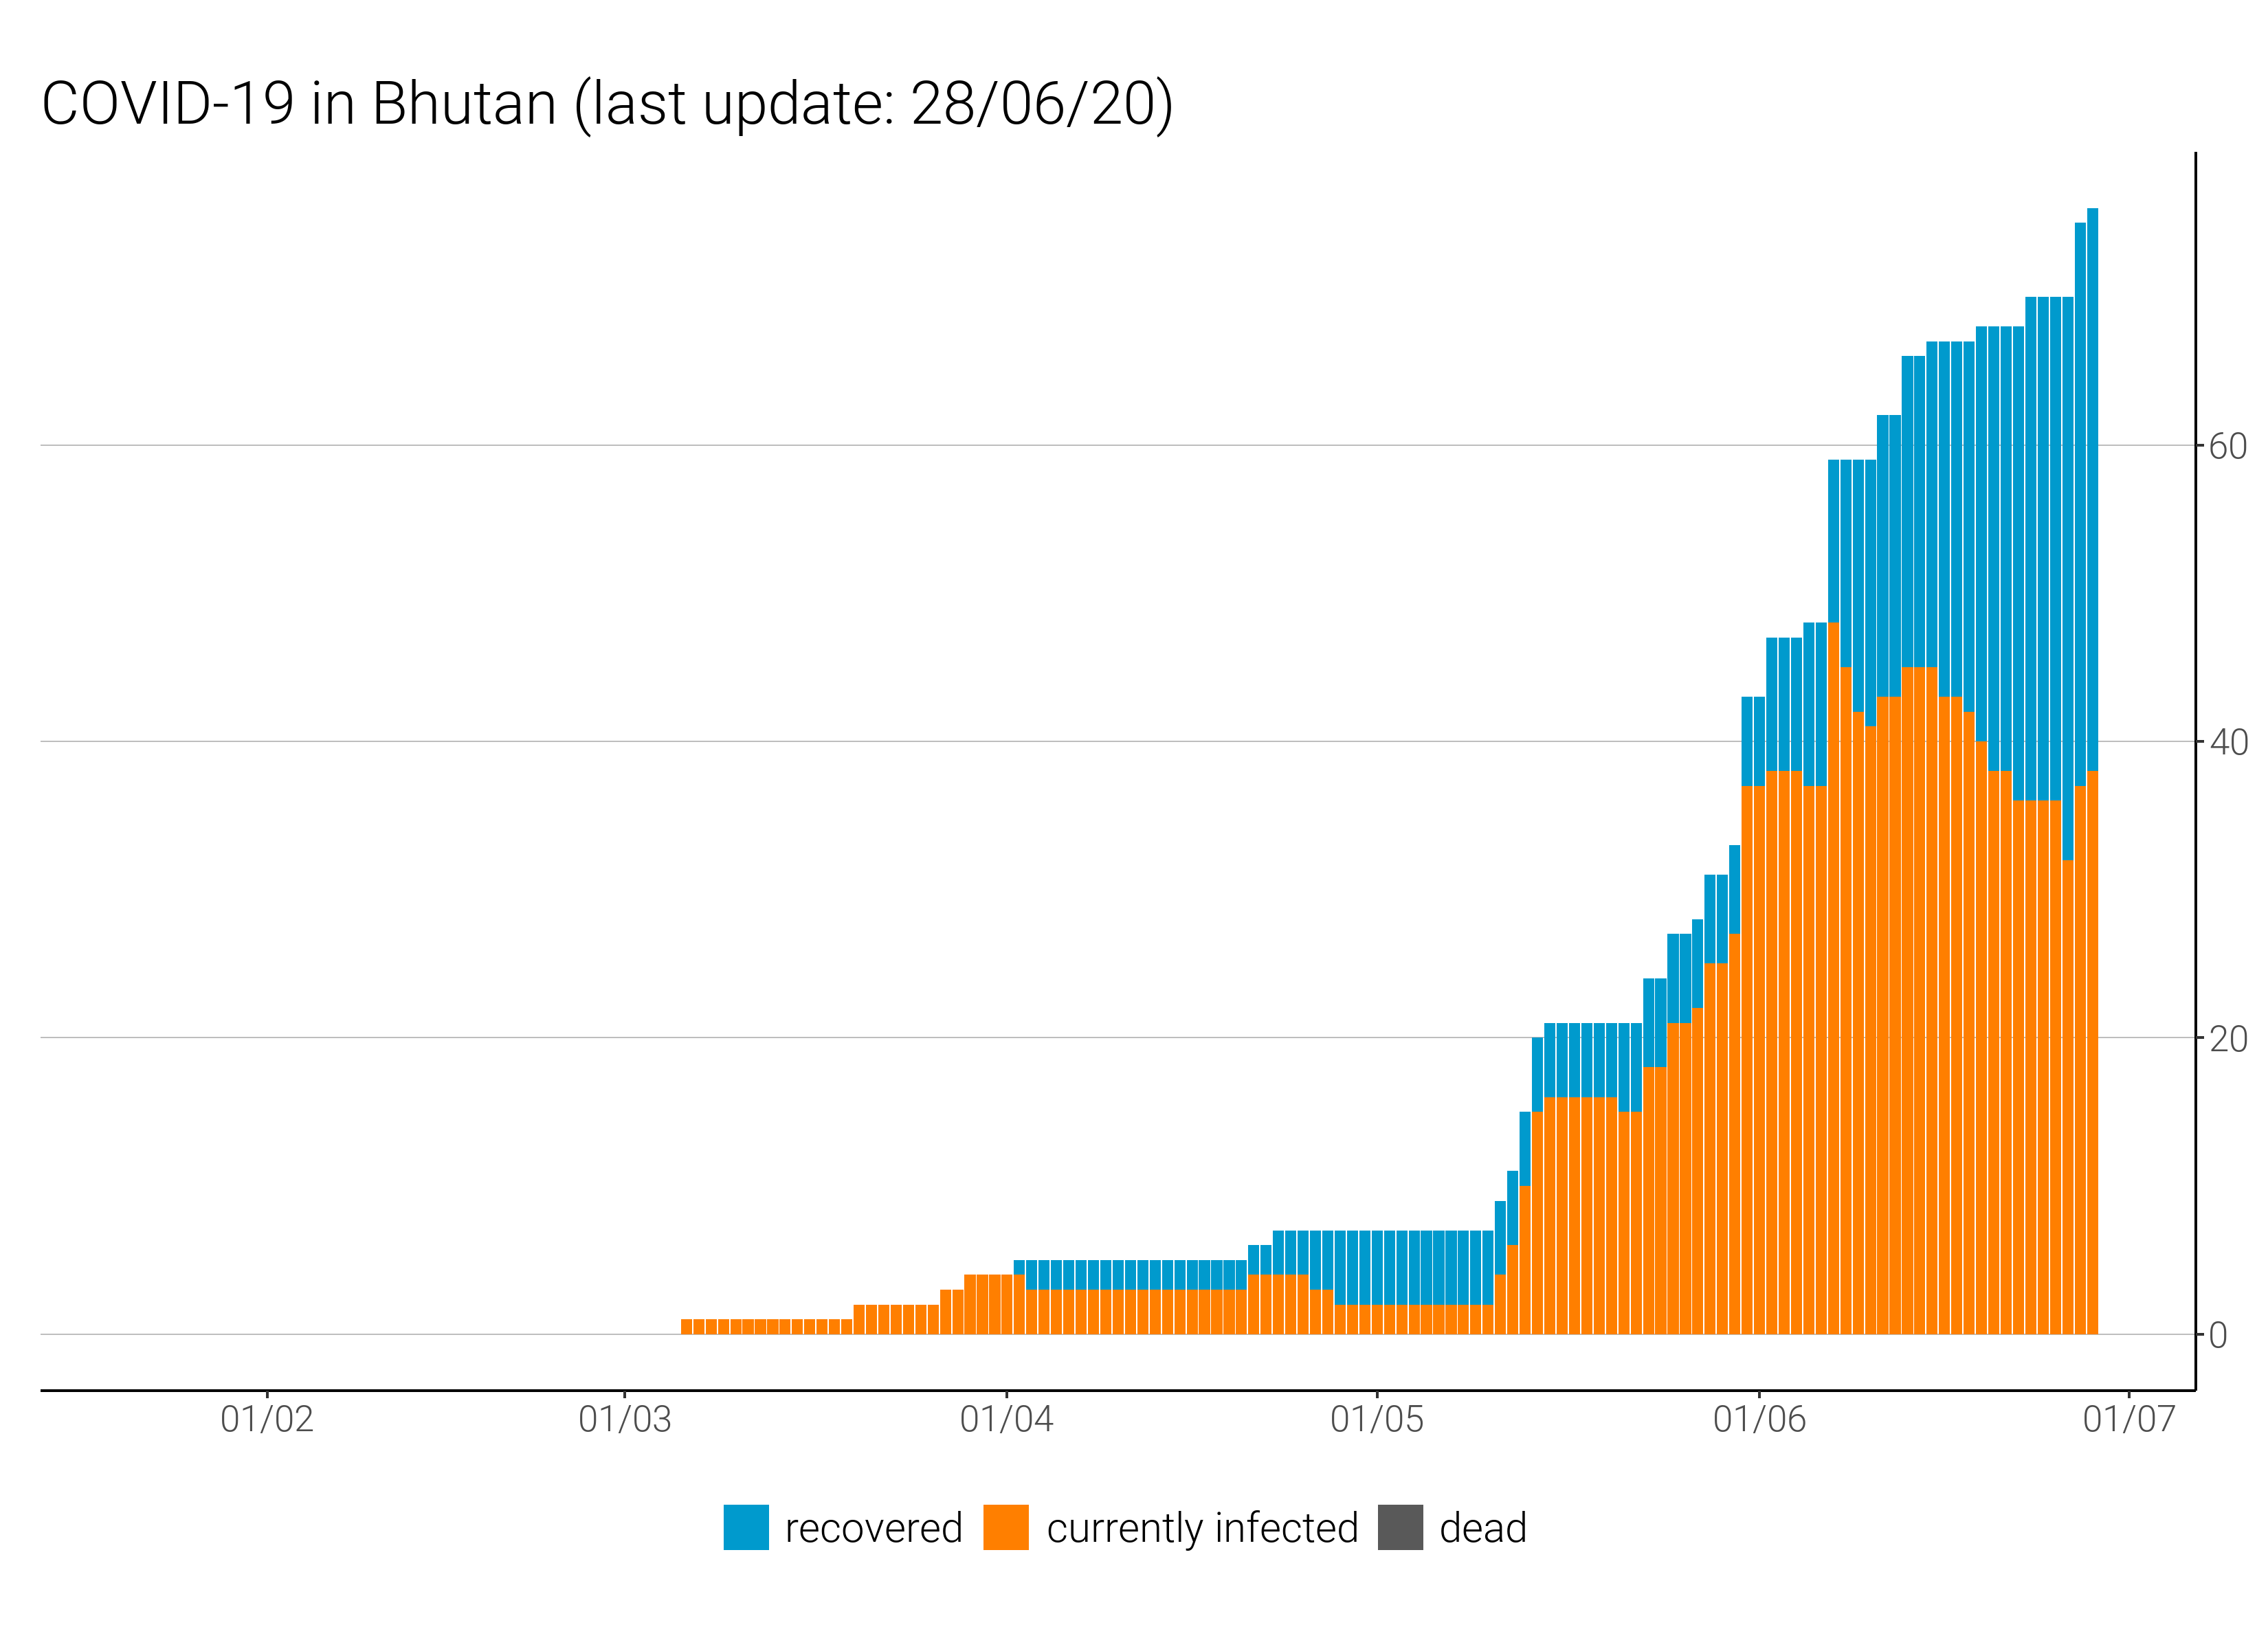 COVID-19 in Bhutan (last update: 28/06/20)
60
40
20
0
01/02 01/03 01/04 01/05 01/06 01/07
recovered currently infected dead